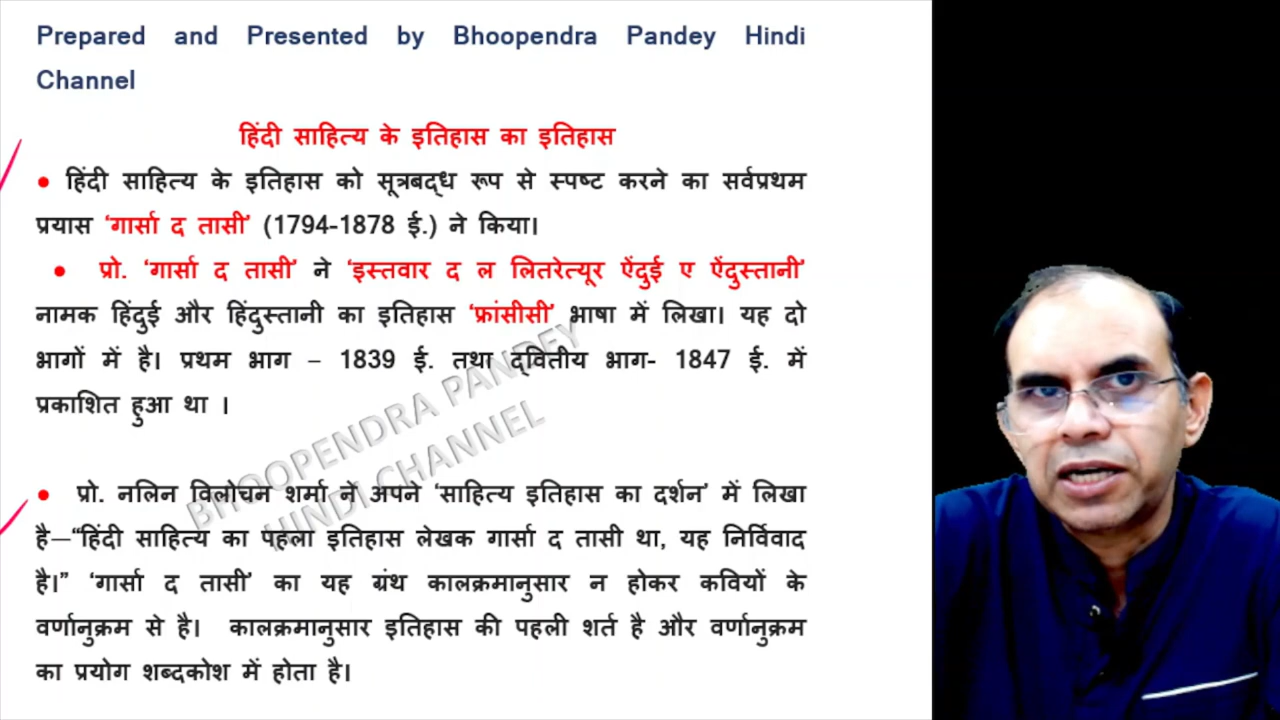 Prepared and Presented by Bhoopendra Pandey Hindi
Channel
हिंदी साहित्य के इतिहास का इतिहास
● हिंदी साहित्य के इतिहास को सूत्रबद्ध रूप से स्पष्ट करने का सर्वप्रथम
प्रयास ‘गार्सा द तासी’ (1794-1878 ई.) ने किया।
● प्रो. ‘गार्सा द तासी’ ने ‘इस्तवार द ल लितरेत्यूर ऐंदुई ए ऐंदुस्तानी’
नामक हिंदुई और हिंदुस्तानी का इतिहास ‘फ्रांसीसी’ भाषा में लिखा। यह दो
भागों में है। प्रथम भाग – 1839 ई. तथा द्वितीय भाग- 1847 ई. में
प्रकाशित हुआ था ।
BHOOPENDRA PANDEY
HINDI CHANNEL
● प्रो. नलिन विलोचन शर्मा ने अपने ‘साहित्य इतिहास का दर्शन’ में लिखा
है—“हिंदी साहित्य का पहला इतिहास लेखक गार्सा द तासी था, यह निर्विवाद
है।” ‘गार्सा द तासी’ का यह ग्रंथ कालक्रमानुसार न होकर कवियों के
वर्णानुक्रम से है। कालक्रमानुसार इतिहास की पहली शर्त है और वर्णानुक्रम
का प्रयोग शब्दकोश में होता है।